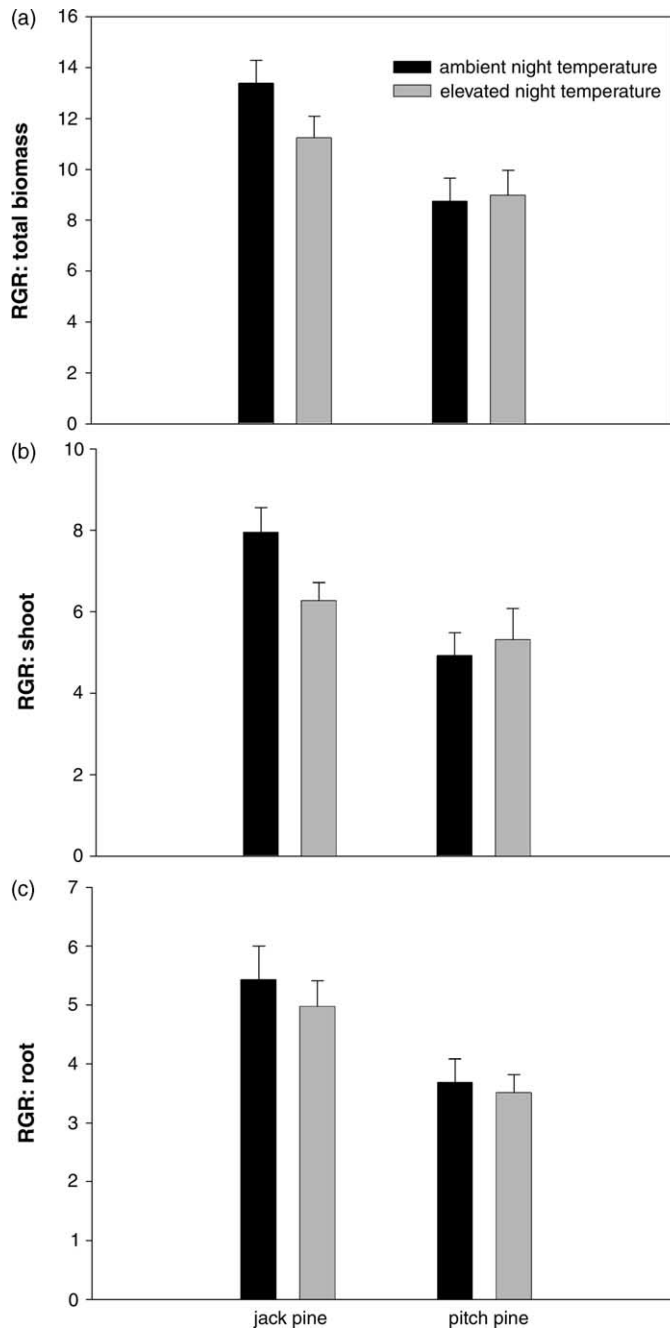 (a)
16
14
12
10
8
6
4
2
0
RGR: total biomass
ambient night temperature
elevated night temperature
(b)
10
8
6
4
2
0
RGR: shoot
(c)
7
6
5
4
3
2
1
0
RGR: root
jack pine pitch pine